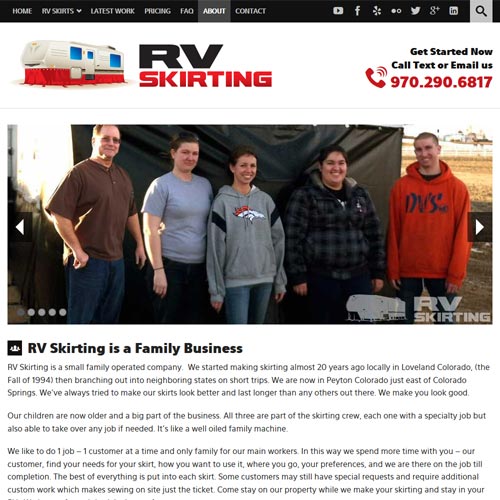 HOME RV SKIRTS LATEST WORK PRICING FAQ ABOUT CONTACT
RV
SKIRTING
Get Started Now
Call Text or Email us
970.290.6817
RV
SKIRTING
RV Skirting is a Family Business
RV Skirting is a small family operated company. We started making skirting almost 20 years ago locally in Loveland Colorado, (the
Fall of 1994) then branching out into neighboring states on short trips. We are now in Peyton Colorado just east of Colorado
Springs. We've always tried to make our skirts look better and last longer than any others out there. We make you look good.
Our children are now older and a big part of the business. All three are part of the skirting crew, each one with a specialty job but
also able to take over any job if needed. It's like a well oiled family machine.
We like to do 1 job – 1 customer at a time and only family for our main workers. In this way we spend more time with you – our
customer, find your needs for your skirt, how you want to use it, where you go, your preferences, and we are there on the job till
completion. The best of everything is put into each skirt. Some customers may still have special requests and require additional
custom work which makes sewing on site just the ticket. Come stay on our property while we make your skirting and stay in your